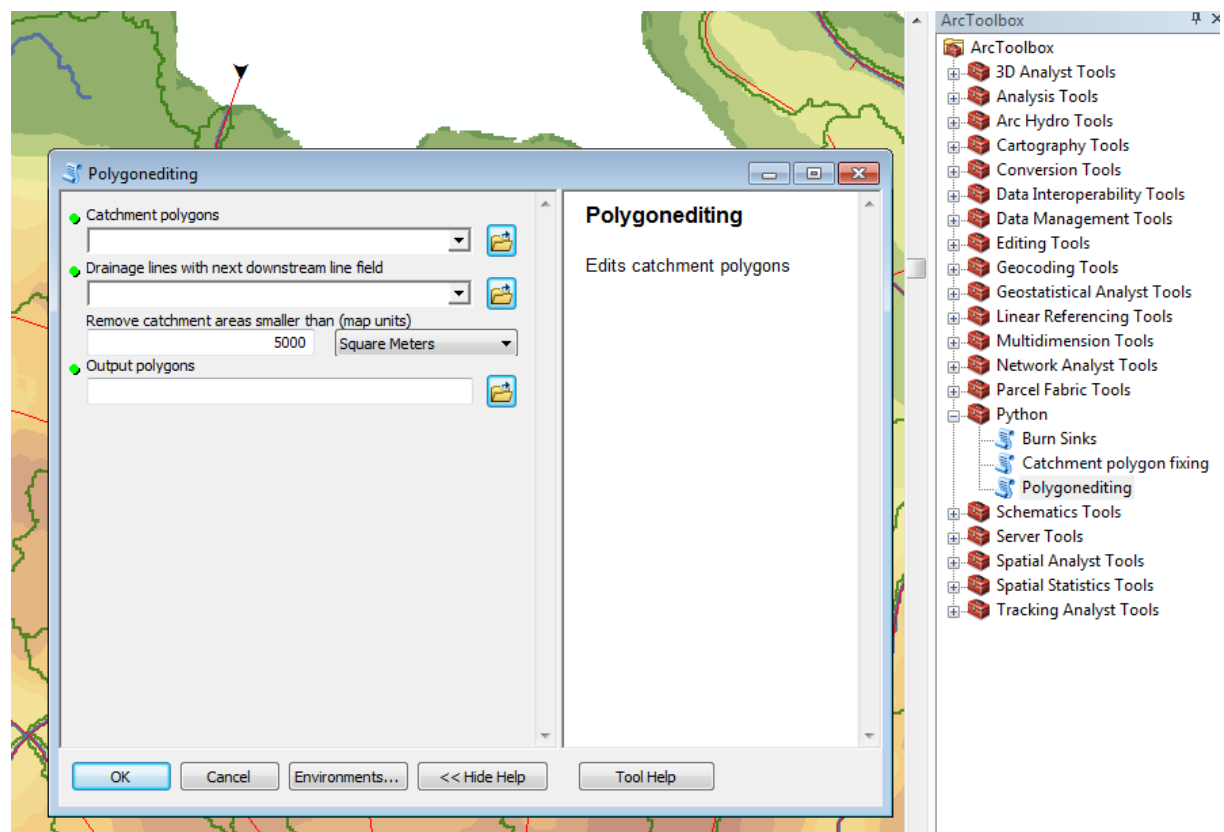 Polygonediting
Catchment polygons
Drainage lines with next downstream line field
Remove catchment areas smaller than (map units)
5000
Square Meters
Output polygons
OK
Cancel
Environments...
<< Hide Help
Polygonediting
Edits catchment polygons
Tool Help
ArcToolbox
ArcToolbox
3D Analyst Tools
Analysis Tools
Arc Hydro Tools
Cartography Tools
Conversion Tools
Data Interoperability Tools
Data Management Tools
Editing Tools
Geocoding Tools
Geostatistical Analyst Tools
Linear Referencing Tools
Multidimension Tools
Network Analyst Tools
Parcel Fabric Tools
Python
Burn Sinks
Catchment polygon fixing
Polygonediting
Schematics Tools
Server Tools
Spatial Analyst Tools
Spatial Statistics Tools
Tracking Analyst Tools